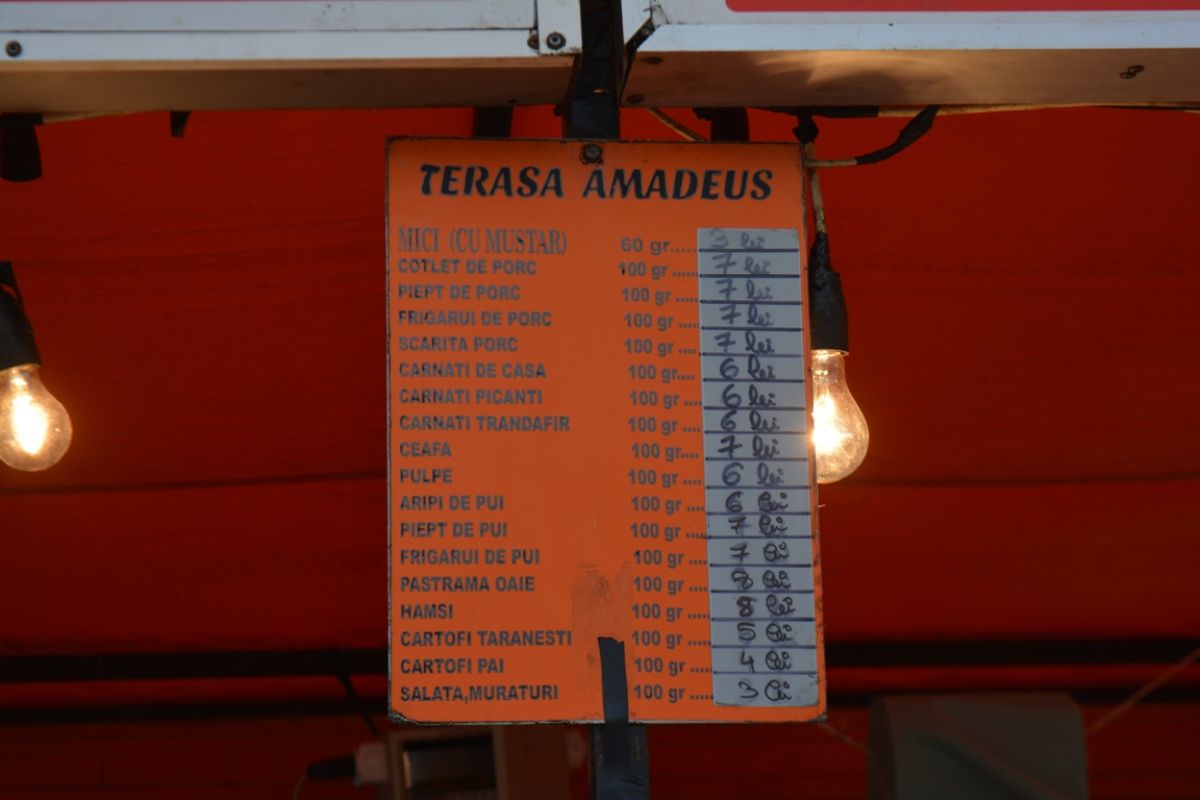 TERASA AMADEUS
MICI (CU MUSTAR) 60 gr..... 3 lei
COTLET DE PORC 100 gr ..... 7 lei
PIEPT DE PORC 100 gr .... 7 lei
FRIGARUI DE PORC 100 gr .... 7 lei
SCARITA PORC 100 gr .... 7 lei
CARNATI DE CASA 100 gr.... 6 lei
CARNATI PICANTI 100 gr .... 6 lei
CARNATI TRANDAFIR 100 gr .... 6 lei
CEAFA 100 gr.... 7 lei
PULPE 100 gr .... 6 lei
ARIPI DE PUI 100 gr .... 6 lei
PIEPT DE PUI 100 gr ..... 7 lei
FRIGARUI DE PUI 100 gr .... 7 lei
PASTRAMA OAIE 100 gr .... lei
HAMSI 100 gr ..... 8 lei
CARTOFI TARANESTI 100 gr ..... 5 lei
CARTOFI PAI 100 gr ..... 4 lei
SALATA,MURATURI 100 gr ..... 3 lei